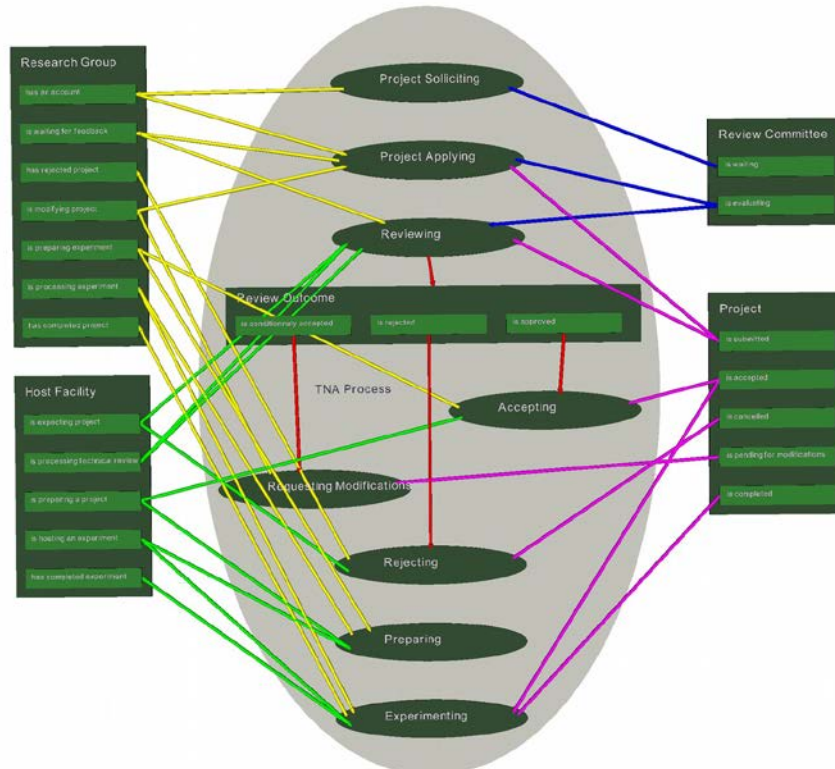 Research Group
has an account
is waiting for feedback
has rejected project
is modifying project
is preparing experiment
is processing experiment
has completed project
Host Facility
is expecting project
is processing technical review
is preparing a project
is hosting an experiment
has completed experiment
Project Solliciting
Project Applying
Reviewing
Review Outcome
is conditionary accepted
is rejected
is approved
TNA Process
Accepting
Requesting Modifications
Rejecting
Preparing
Experimenting
Review Committee
is waiting
is evaluating
Project
is submitted
is accepted
is cancelled
is pending for modifications
is completed